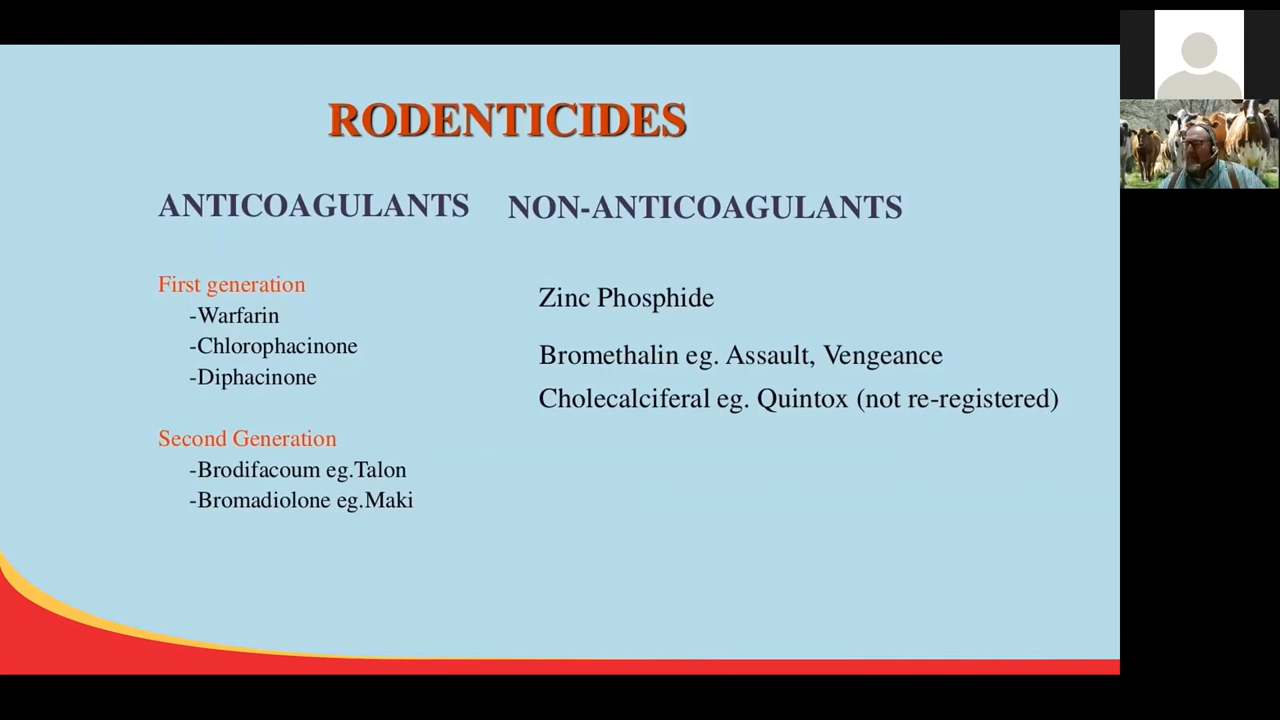 RODENTICIDES
ANTICOAGULANTS
First generation
-Warfarin
-Chlorophacinone
-Diphacinone
Second Generation
-Brodifacoum eg.Talon
-Bromadiolone eg.Maki
NON-ANTICOAGULANTS
Zinc Phosphide
Bromethalin eg. Assault, Vengeance
Cholecalciferal eg. Quintox (not re-registered)